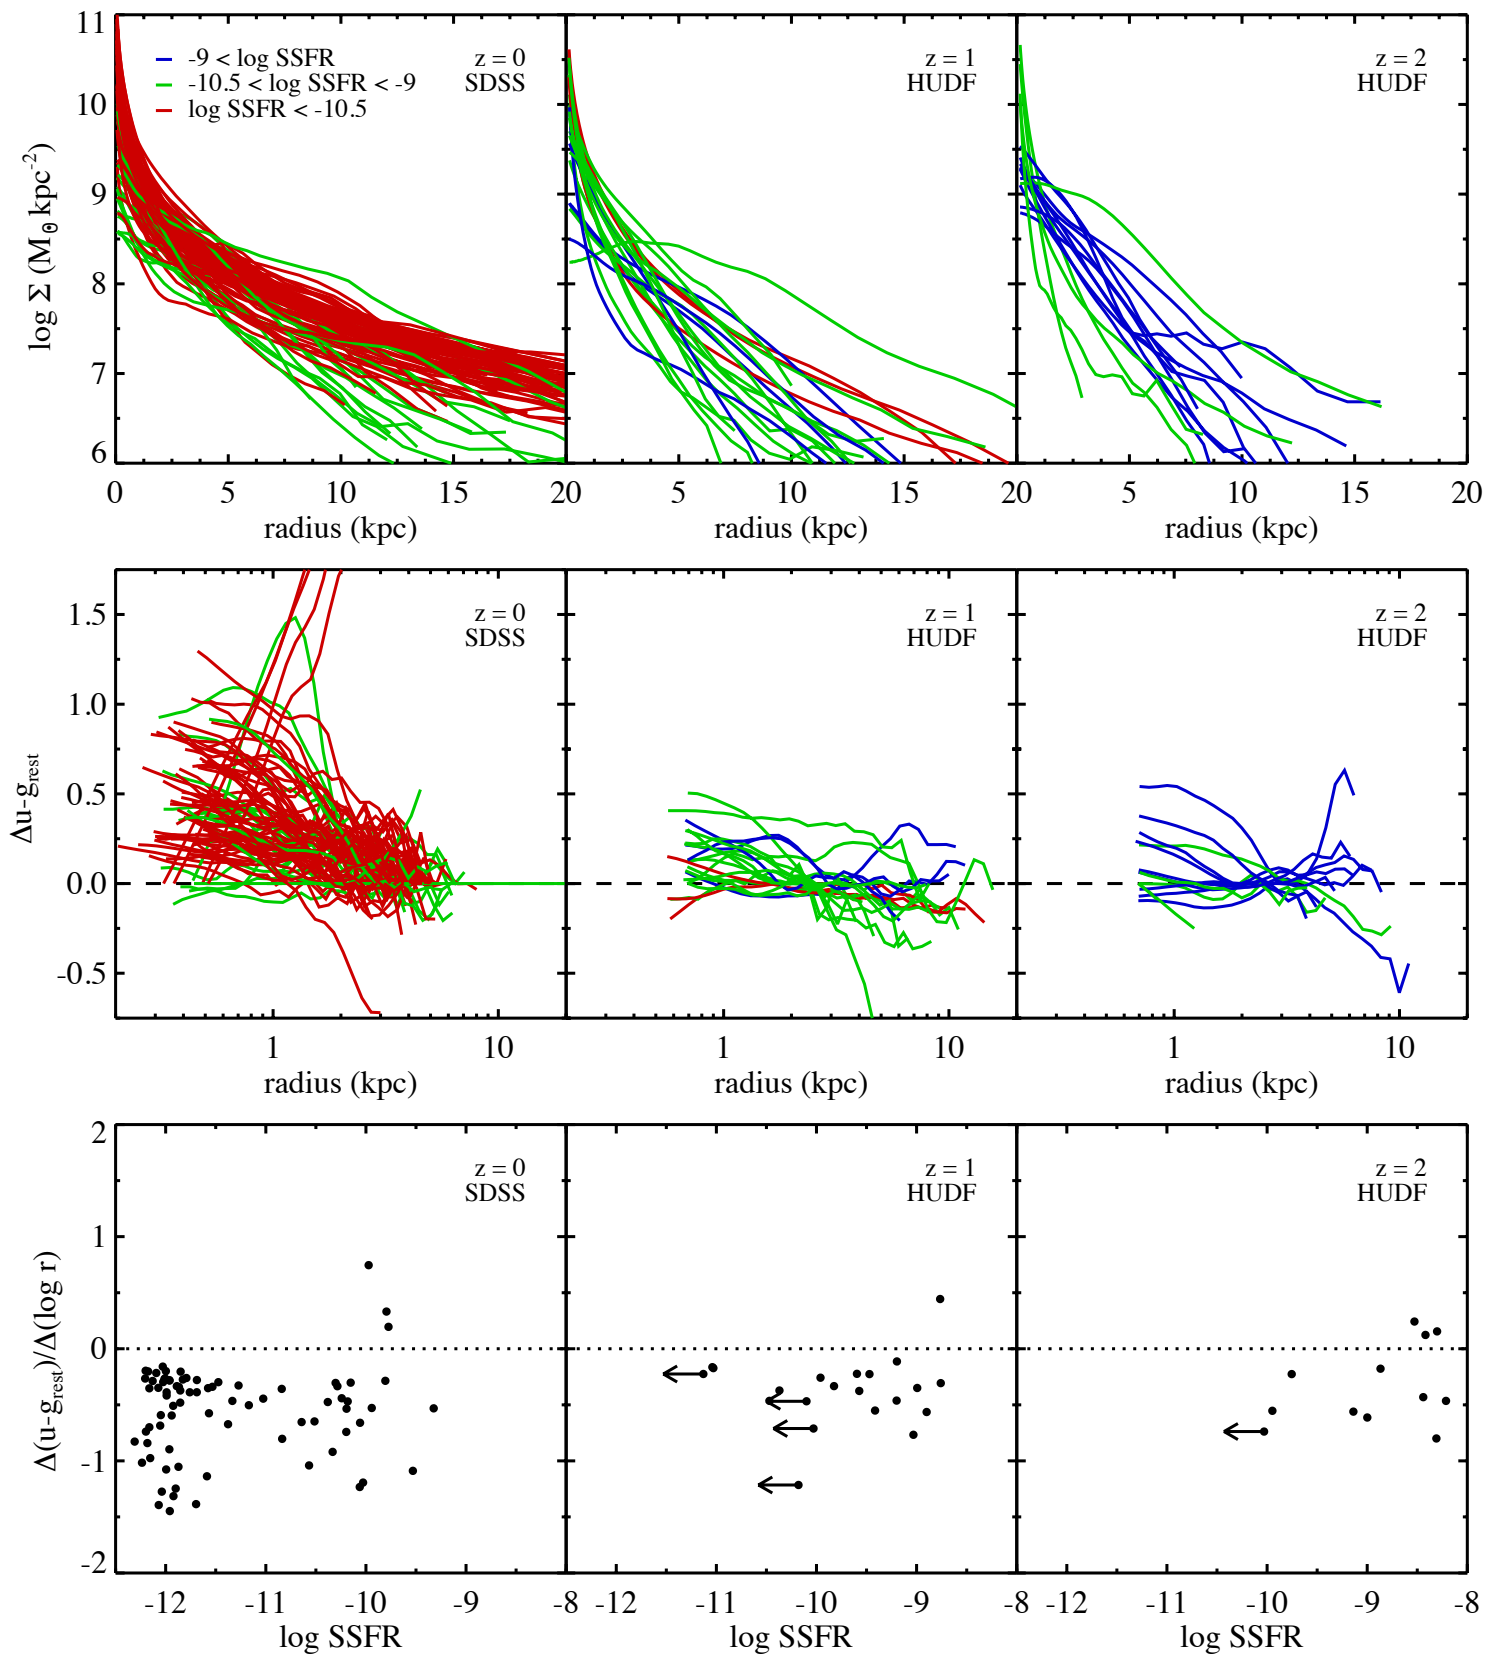 11
10
9
8
7
6
log Σ (M⊙ kpc⁻²)
-9 < log SSFR
-10.5 < log SSFR < -9
log SSFR < -10.5
z = 0
SDSS
z = 1
HUDF
z = 2
HUDF
0 5 10 15 20 5 10 15 20 5 10 15 20
radius (kpc) radius (kpc) radius (kpc)
1.5
1.0
0.5
0.0
-0.5
Δu-g_rest
z = 0
SDSS
z = 1
HUDF
z = 2
HUDF
1 10 1 10 1 10
radius (kpc) radius (kpc) radius (kpc)
2
1
0
-1
-2
Δ(u-g_rest)/Δ(log r)
z = 0
SDSS
z = 1
HUDF
z = 2
HUDF
-12 -11 -10 -9 -8 -12 -11 -10 -9 -8 -12 -11 -10 -9 -8
log SSFR log SSFR log SSFR